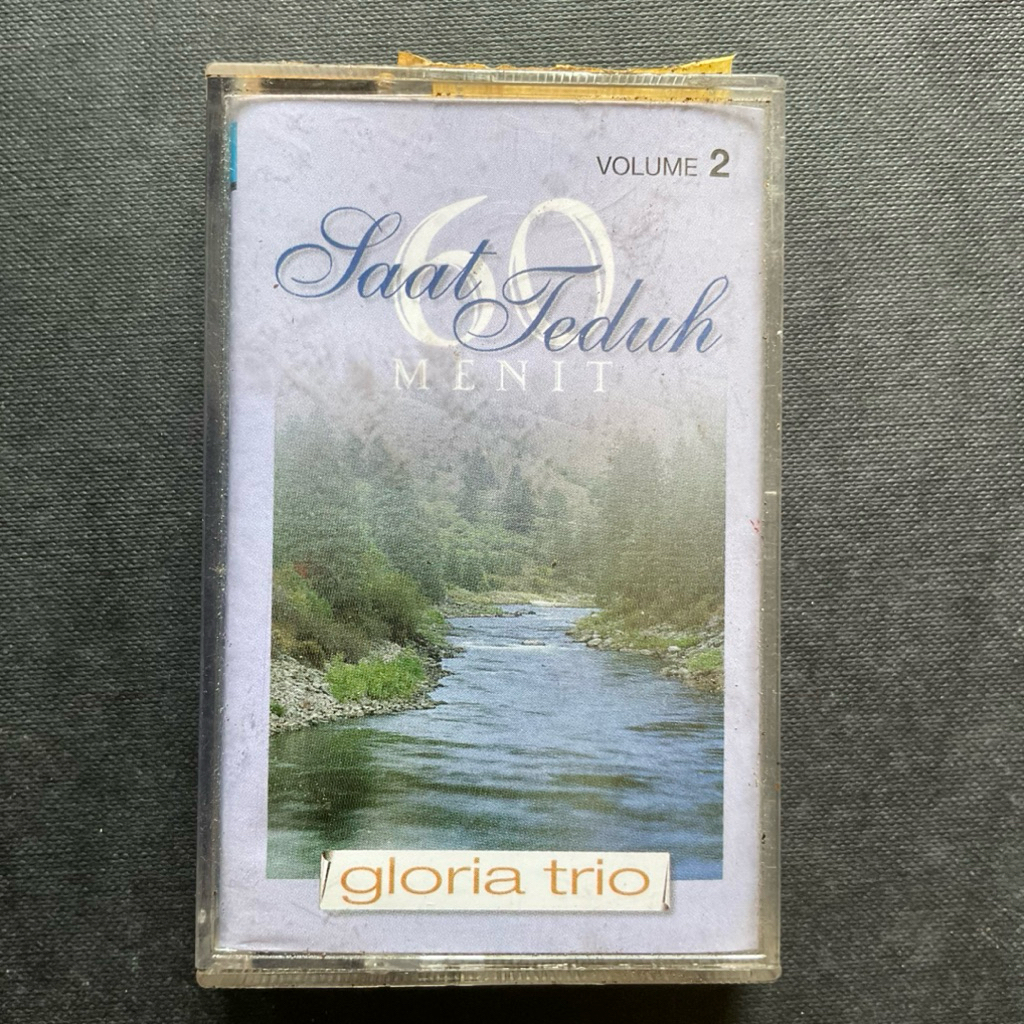 VOLUME 2
60
Saat Teduh
MENIT
gloria trio